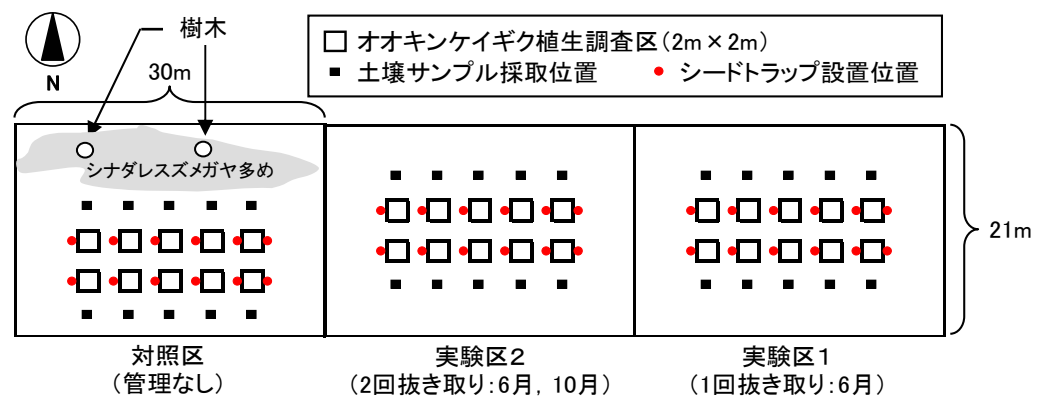 樹木
N
30m
□ オオキンケイギク植生調査区(2m×2m)
■ 土壌サンプル採取位置 ● シードトラップ設置位置
シナダレスズメガヤ多め
21m
対照区
(管理なし)
実験区2
(2回抜き取り:6月, 10月)
実験区1
(1回抜き取り:6月)